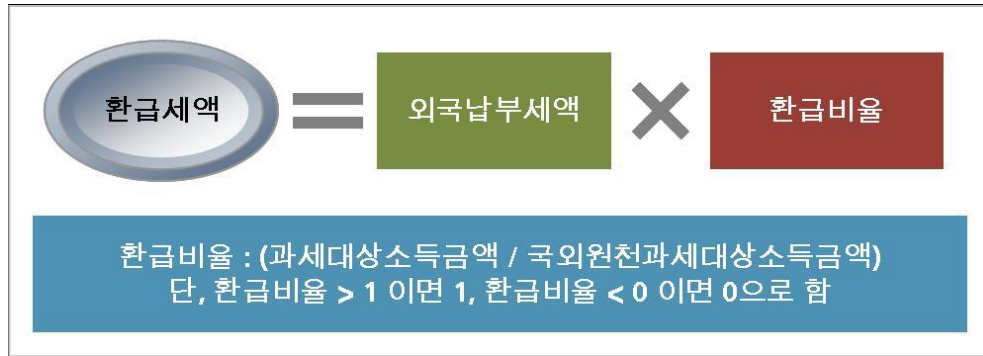 환급세액 = 외국납부세액 × 환급비율
환급비율 : (과세대상소득금액 / 국외원천과세대상소득금액)
단, 환급비율 > 1 이면 1, 환급비율 < 0 이면 0으로 함